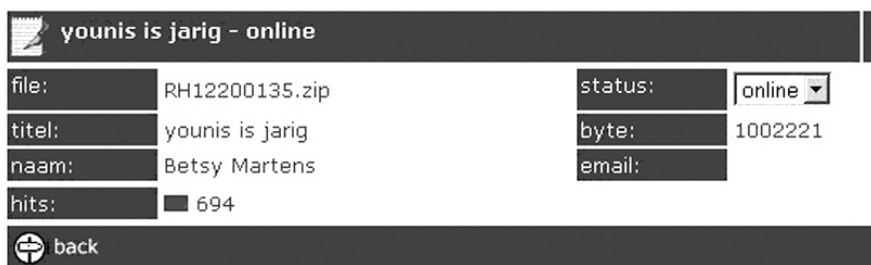 younis is jarig - online
file: RH12200135.zip status: online
titel: younis is jarig byte: 1002221
naam: Betsy Martens email:
hits: 694
back